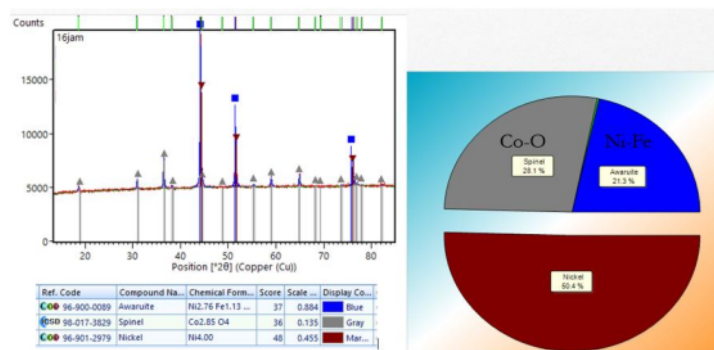 Counts
16jam
15000
10000
5000
0
20 30 40 50 60 70 80
Position [°2θ] (Copper (Cu))
Co-O
Ni-Fe
Spinel
28.1 %
Awaruite
21.3 %
Nickel
50.4 %
Ref. Code Compound Na... Chemical Form... Score Scale ... Display Co...
COD 96-900-0089 Awaruite Ni2.76 Fe1.13 ... 37 0.884 Blue
ICSD 98-017-3829 Spinel Co2.85 O4 36 0.135 Gray
COD 96-901-2979 Nickel Ni4.00 48 0.455 Mar...